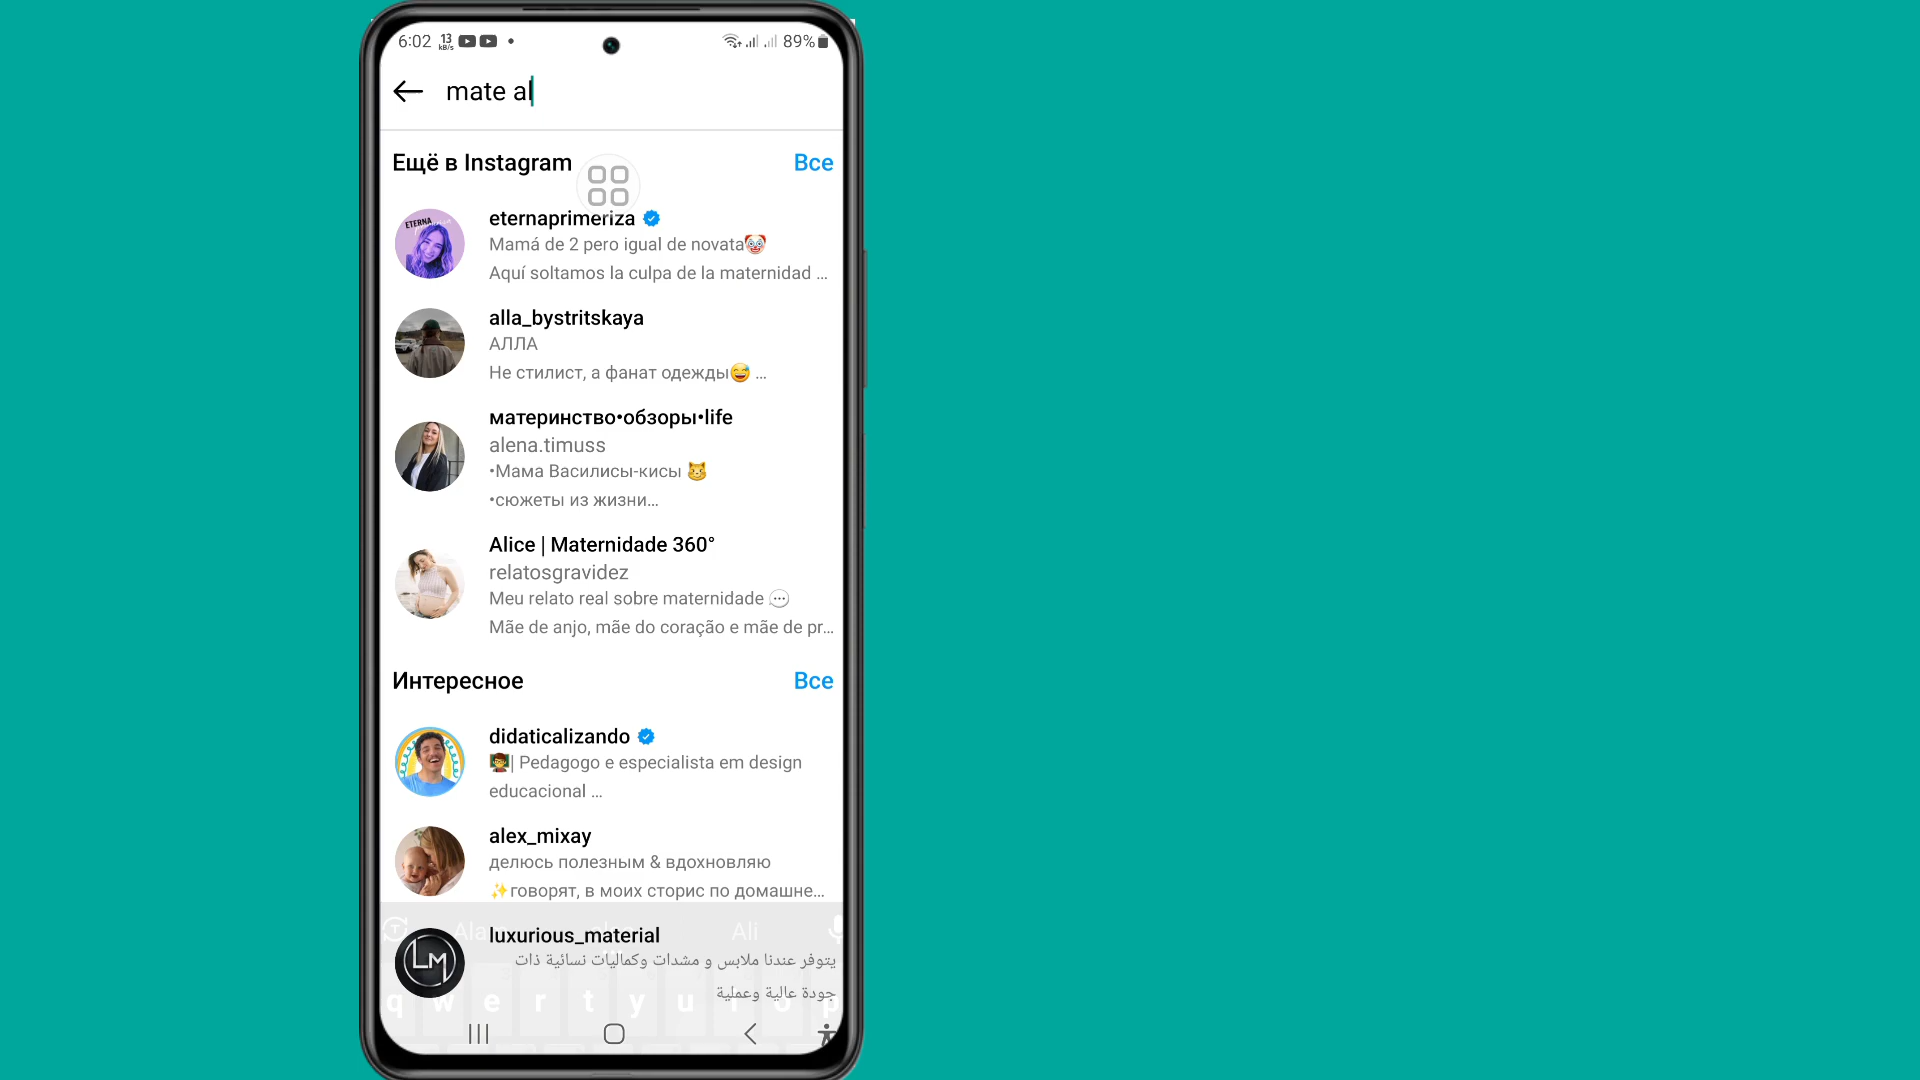 6:02 13 KB/s 89%
mate al
Ещё в Instagram Все
eternaprimeriza
Mamá de 2 pero igual de novata🤡
Aquí soltamos la culpa de la maternidad ...
alla_bystritskaya
АЛЛА
Не стилист, а фанат одежды😅 ...
материнство•обзоры•life
alena.timuss
•Мама Василисы-кисы 😼
•сюжеты из жизни...
Alice | Maternidade 360°
relatosgravidez
Meu relato real sobre maternidade 💬
Mãe de anjo, mãe do coração e mãe de pr...
Интересное Все
didaticalizando
👨‍🏫| Pedagogo e especialista em design
educacional ...
alex_mixay
делюсь полезным & вдохновляю
✨говорят, в моих сторис по домашне...
Ali
luxurious_material
LM
يتوفر عندنا ملابس و مشدات وكماليات نسائية ذات
جودة عالية وعملية
q w e r t y u i o p